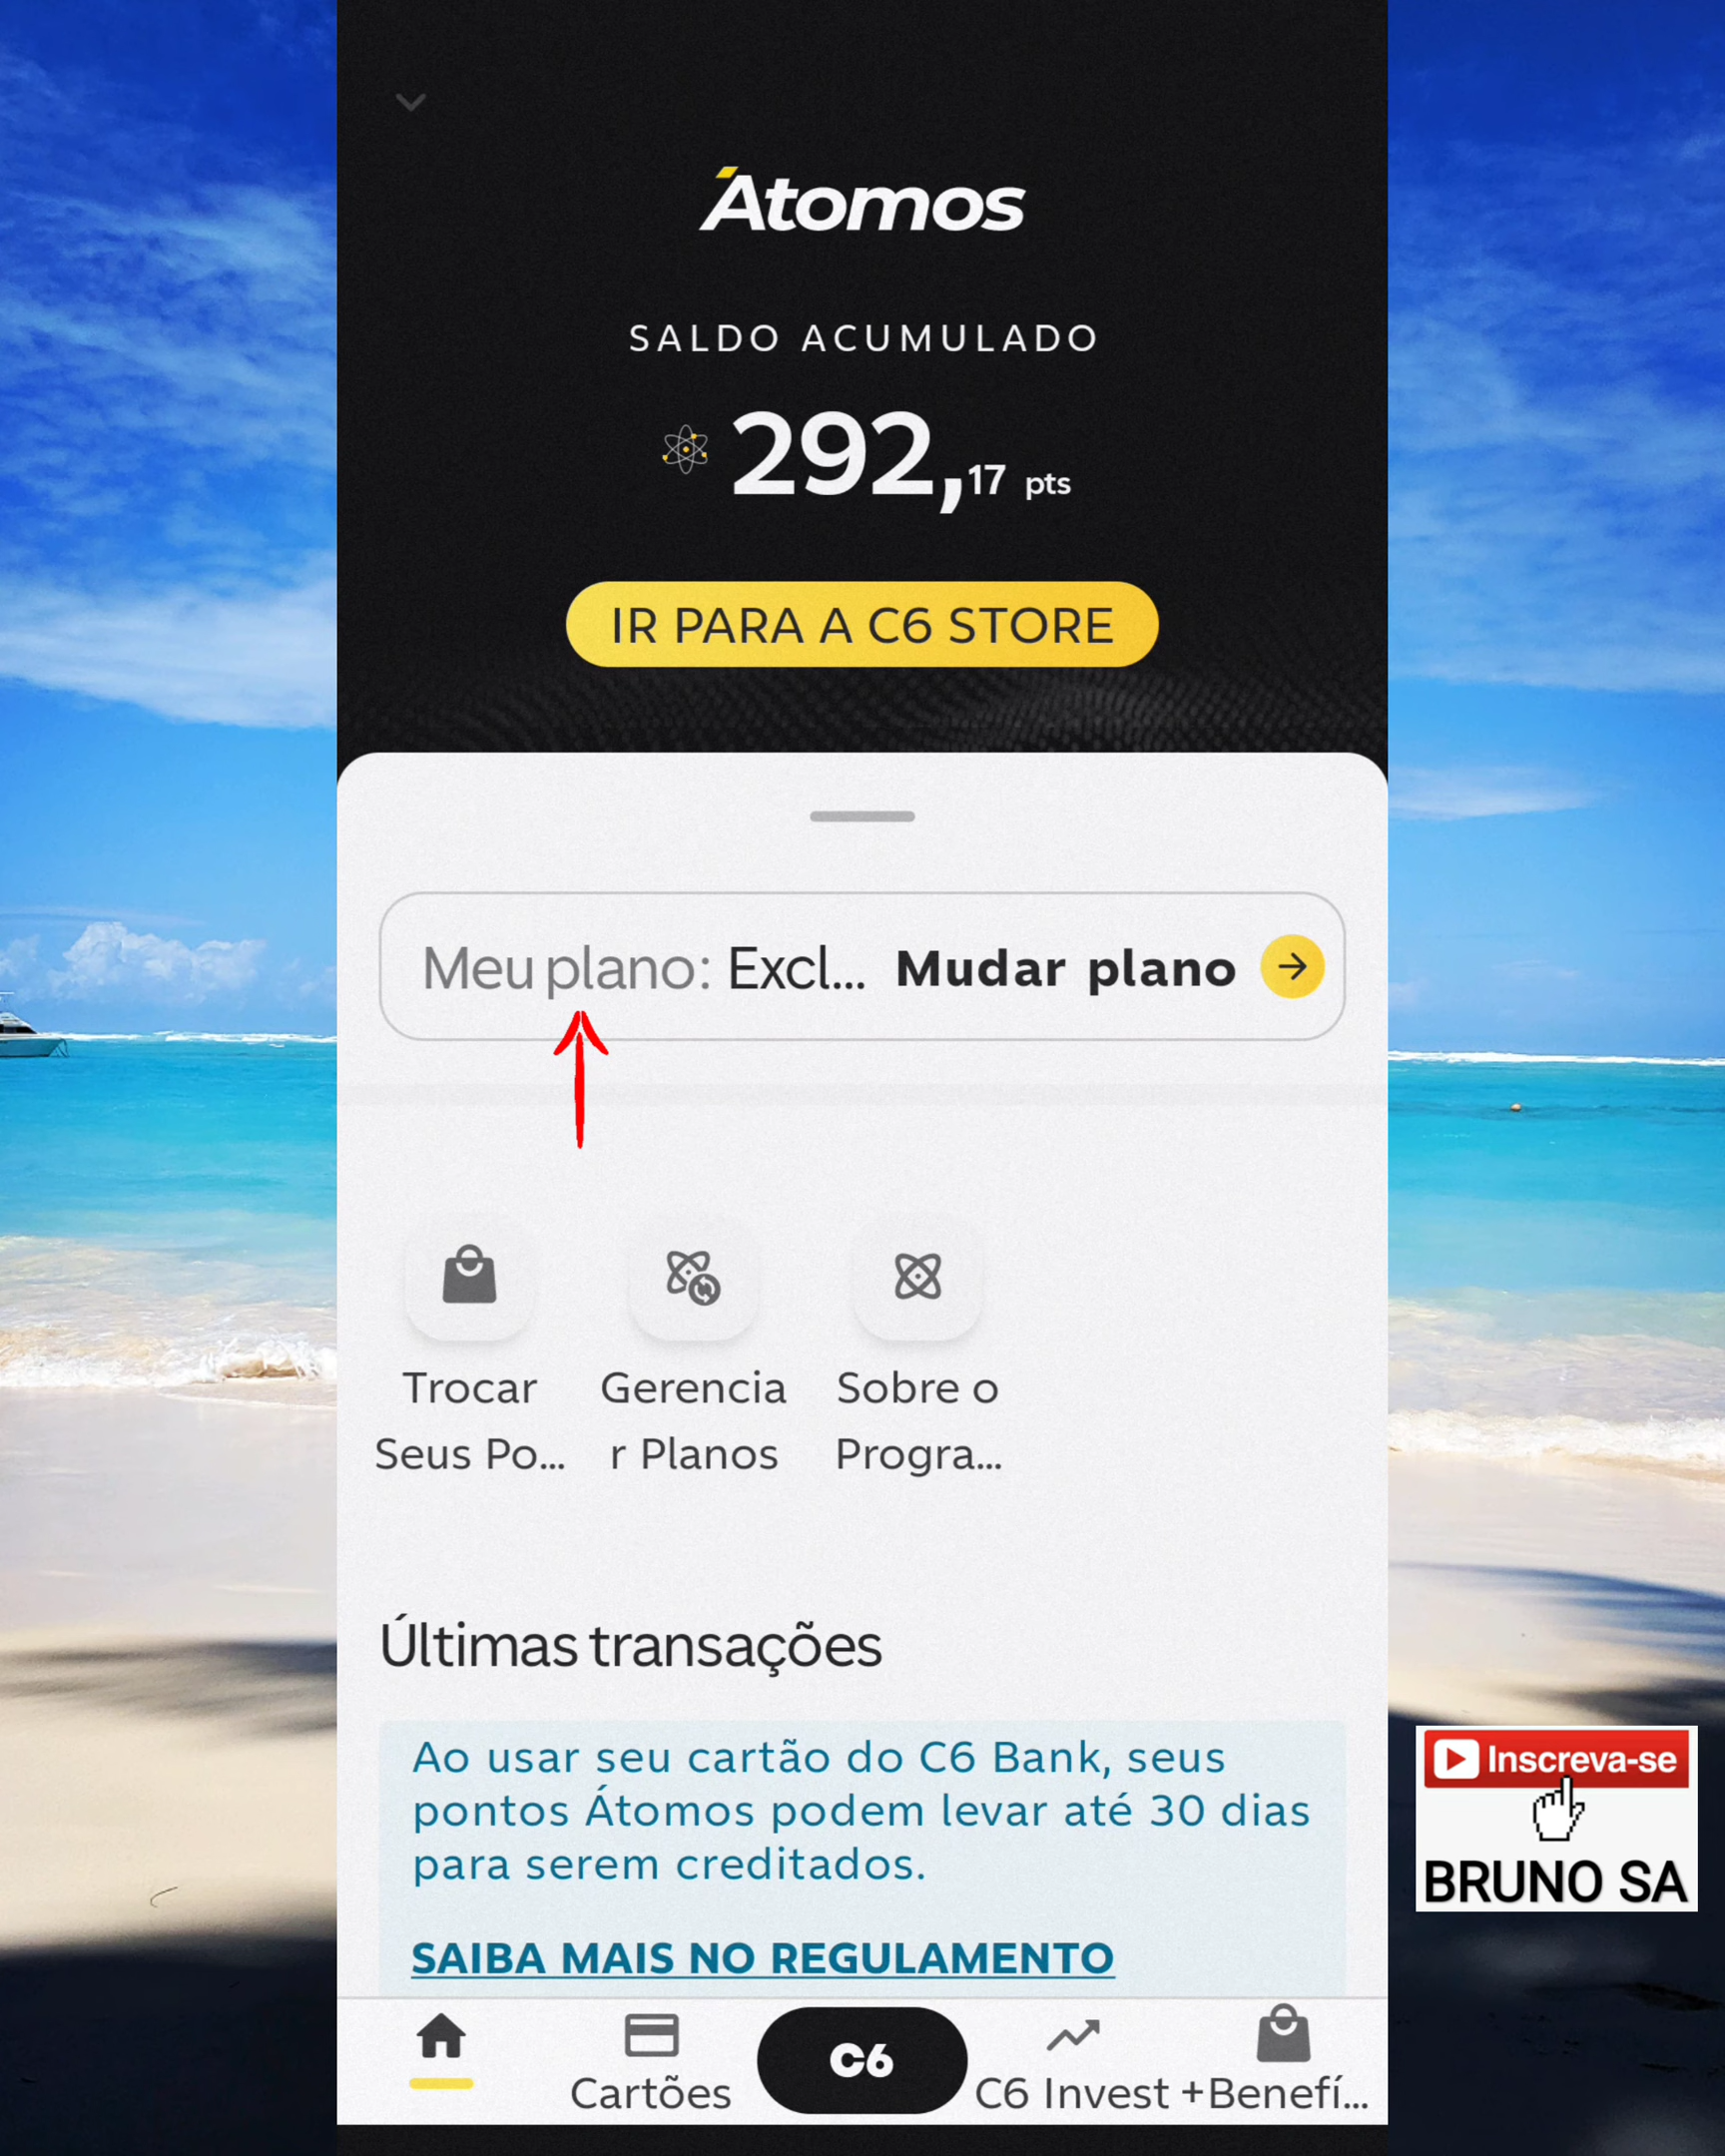 Átomos
SALDO ACUMULADO
292,17 pts
IR PARA A C6 STORE
Meu plano: Excl... Mudar plano
Trocar Seus Po...
Gerenciar Planos
Sobre o Progra...
Últimas transações
Ao usar seu cartão do C6 Bank, seus
pontos Átomos podem levar até 30 dias
para serem creditados.
SAIBA MAIS NO REGULAMENTO
Cartões
C6
C6 Invest
+Benefí...
Inscreva-se
BRUNO SA